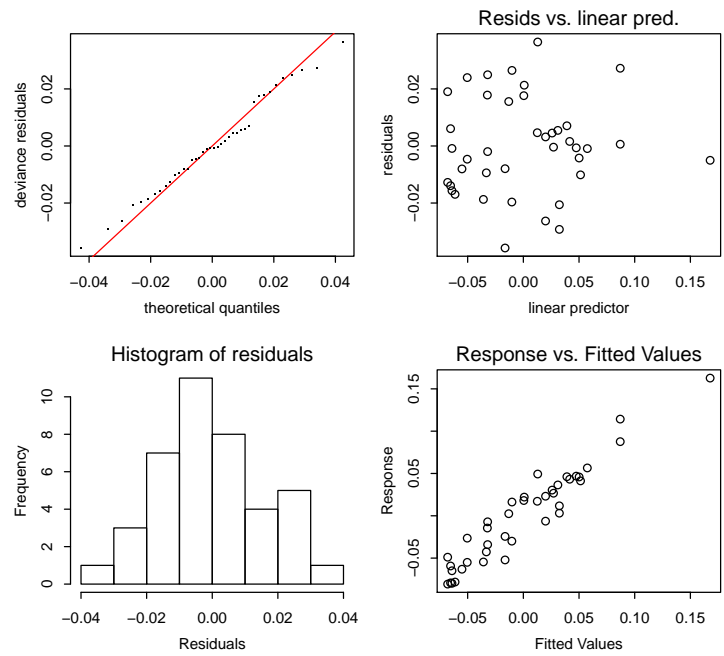 deviance residuals
−0.02 0.00 0.02
−0.04 −0.02 0.00 0.02 0.04
theoretical quantiles
Resids vs. linear pred.
residuals
−0.02 0.00 0.02
−0.05 0.00 0.05 0.10 0.15
linear predictor
Histogram of residuals
Frequency
0 2 4 6 8 10
−0.04 −0.02 0.00 0.02 0.04
Residuals
Response vs. Fitted Values
Response
−0.05 0.05 0.15
−0.05 0.00 0.05 0.10 0.15
Fitted Values